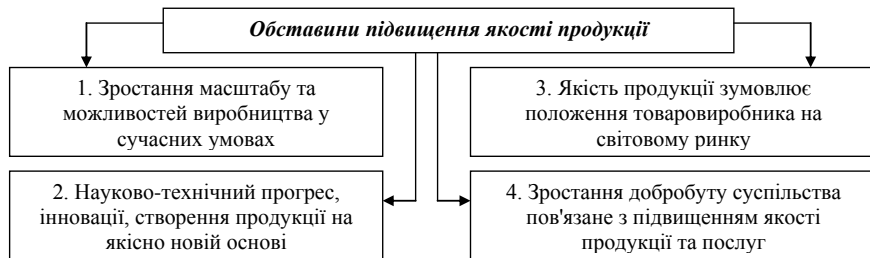 Обставини підвищення якості продукції
1. Зростання масштабу та
можливостей виробництва у
сучасних умовах
2. Науково-технічний прогрес,
інновації, створення продукції на
якісно новій основі
3. Якість продукції зумовлює
положення товаровиробника на
світовому ринку
4. Зростання добробуту суспільства
пов'язане з підвищенням якості
продукції та послуг